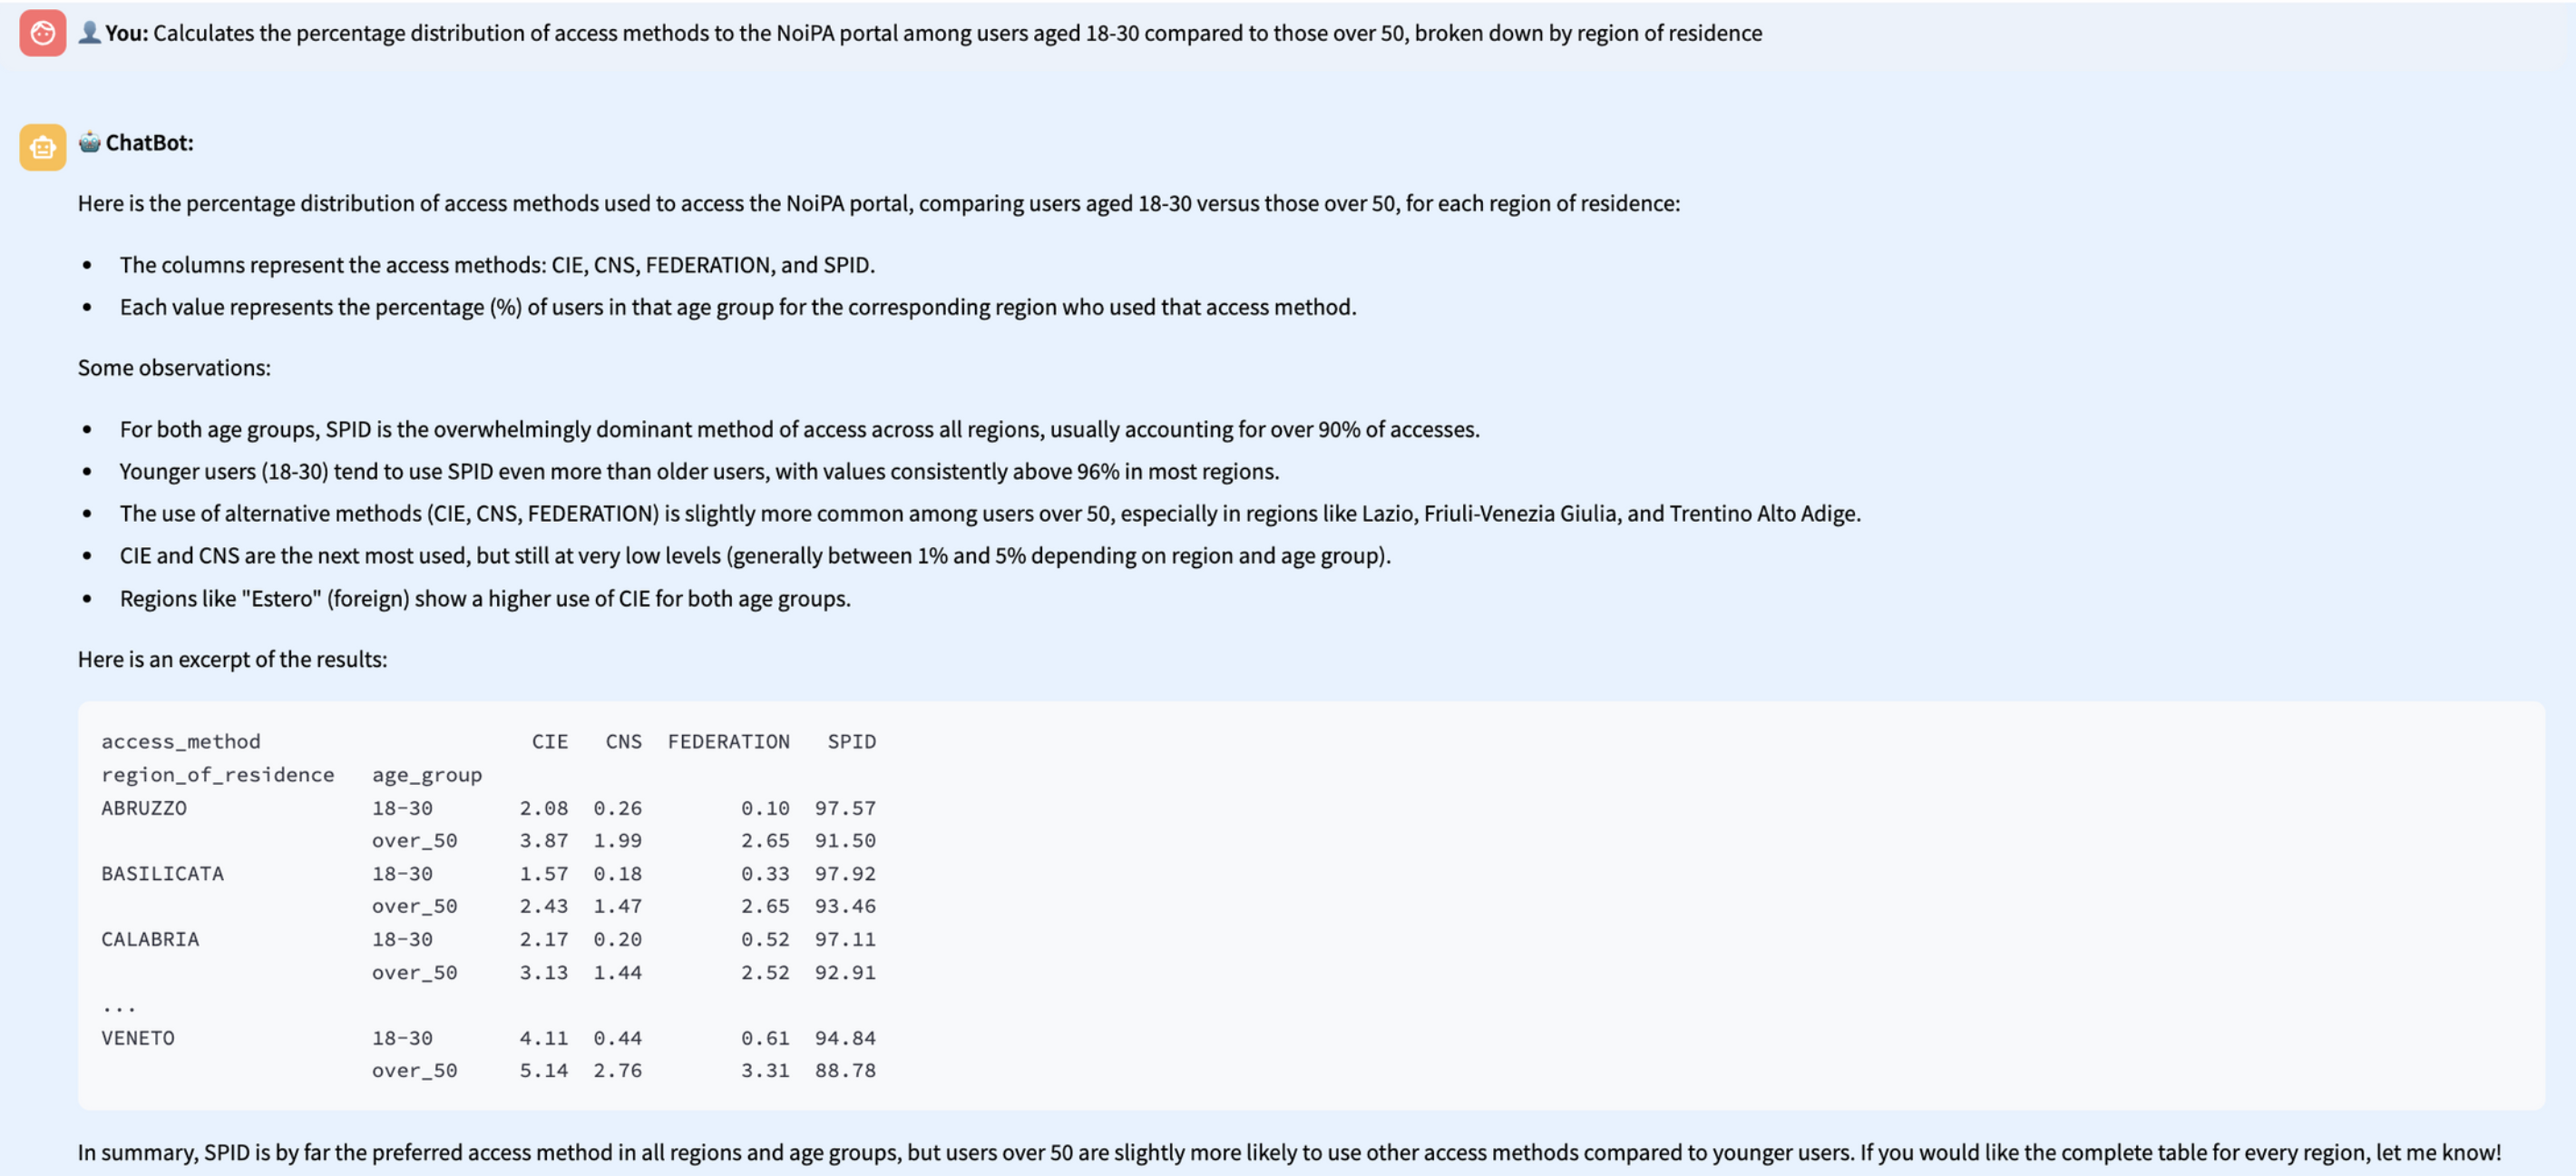 You: Calculates the percentage distribution of access methods to the NoiPA portal among users aged 18-30 compared to those over 50, broken down by region of residence
ChatBot:
Here is the percentage distribution of access methods used to access the NoiPA portal, comparing users aged 18-30 versus those over 50, for each region of residence:
• The columns represent the access methods: CIE, CNS, FEDERATION, and SPID.
• Each value represents the percentage (%) of users in that age group for the corresponding region who used that access method.
Some observations:
• For both age groups, SPID is the overwhelmingly dominant method of access across all regions, usually accounting for over 90% of accesses.
• Younger users (18-30) tend to use SPID even more than older users, with values consistently above 96% in most regions.
• The use of alternative methods (CIE, CNS, FEDERATION) is slightly more common among users over 50, especially in regions like Lazio, Friuli-Venezia Giulia, and Trentino Alto Adige.
• CIE and CNS are the next most used, but still at very low levels (generally between 1% and 5% depending on region and age group).
• Regions like "Estero" (foreign) show a higher use of CIE for both age groups.
Here is an excerpt of the results:
access_method CIE CNS FEDERATION SPID
region_of_residence age_group
ABRUZZO 18-30 2.08 0.26 0.10 97.57
over_50 3.87 1.99 2.65 91.50
BASILICATA 18-30 1.57 0.18 0.33 97.92
over_50 2.43 1.47 2.65 93.46
CALABRIA 18-30 2.17 0.20 0.52 97.11
over_50 3.13 1.44 2.52 92.91
...
VENETO 18-30 4.11 0.44 0.61 94.84
over_50 5.14 2.76 3.31 88.78
In summary, SPID is by far the preferred access method in all regions and age groups, but users over 50 are slightly more likely to use other access methods compared to younger users. If you would like the complete table for every region, let me know!